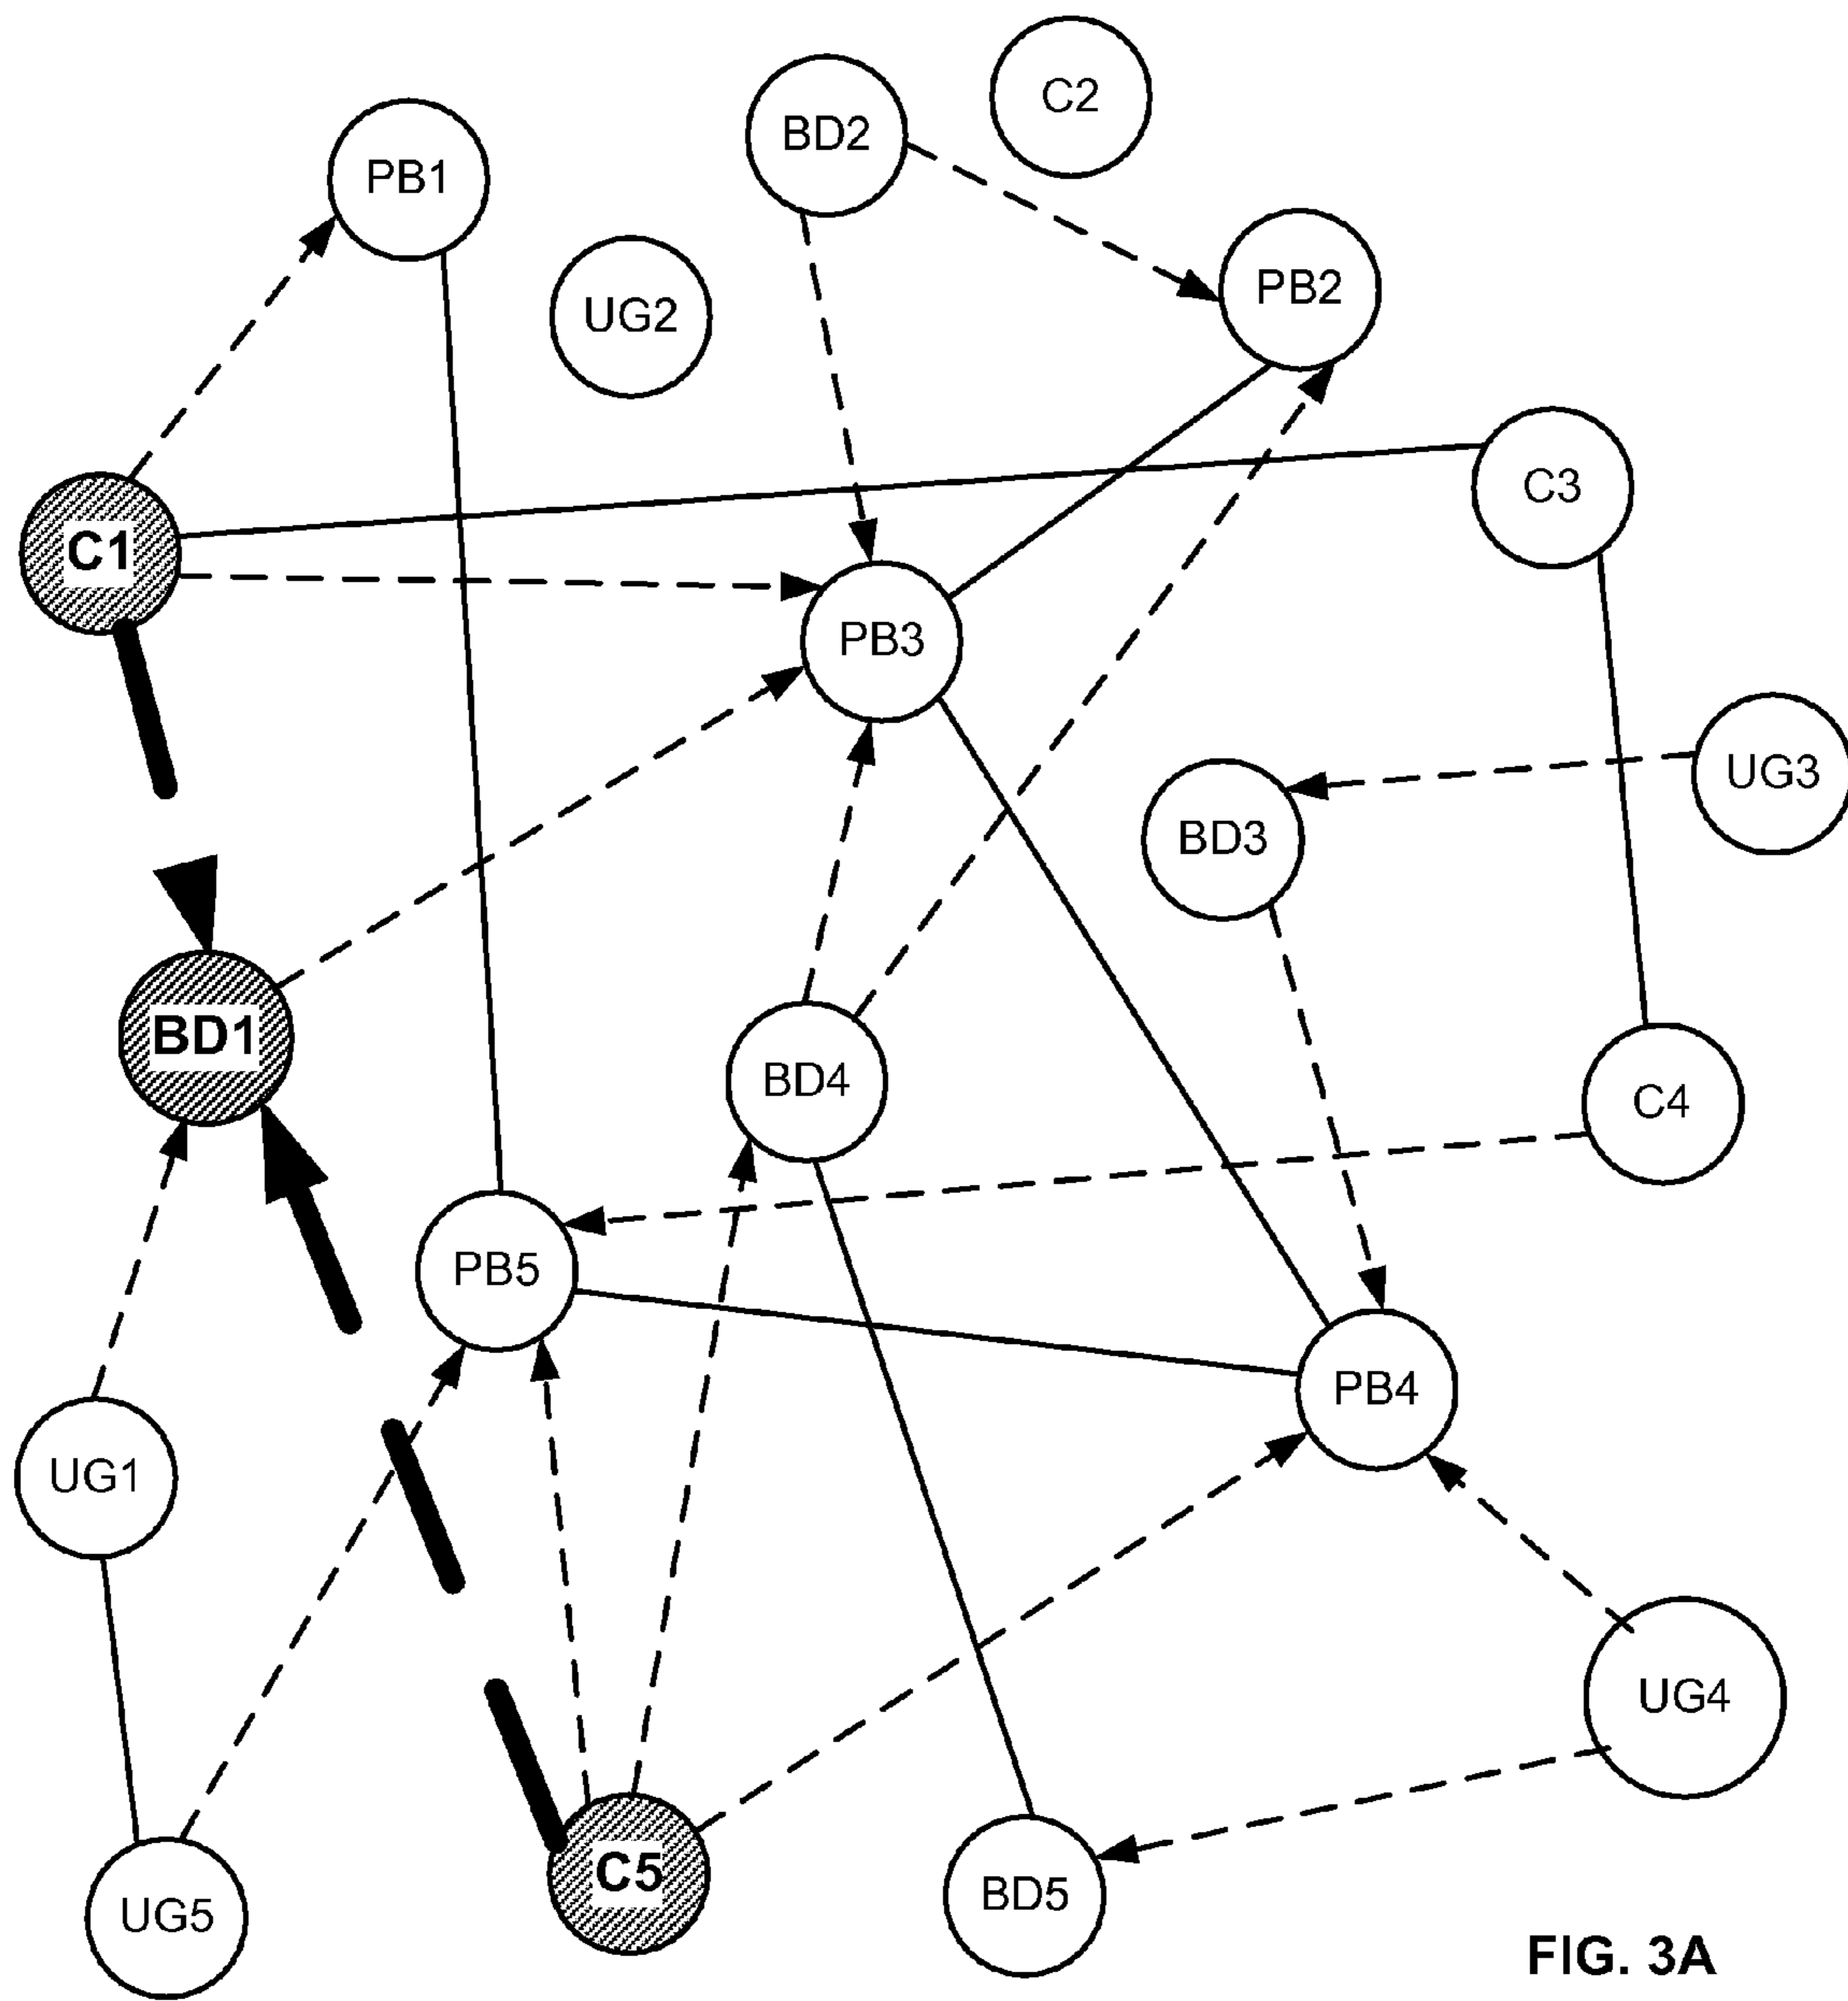 C2
BD2
PB1
PB2
UG2
C3
C1
PB3
UG3
BD3
BD1
BD4
C4
PB5
PB4
UG1
UG4
C5
BD5
UG5
FIG. 3A